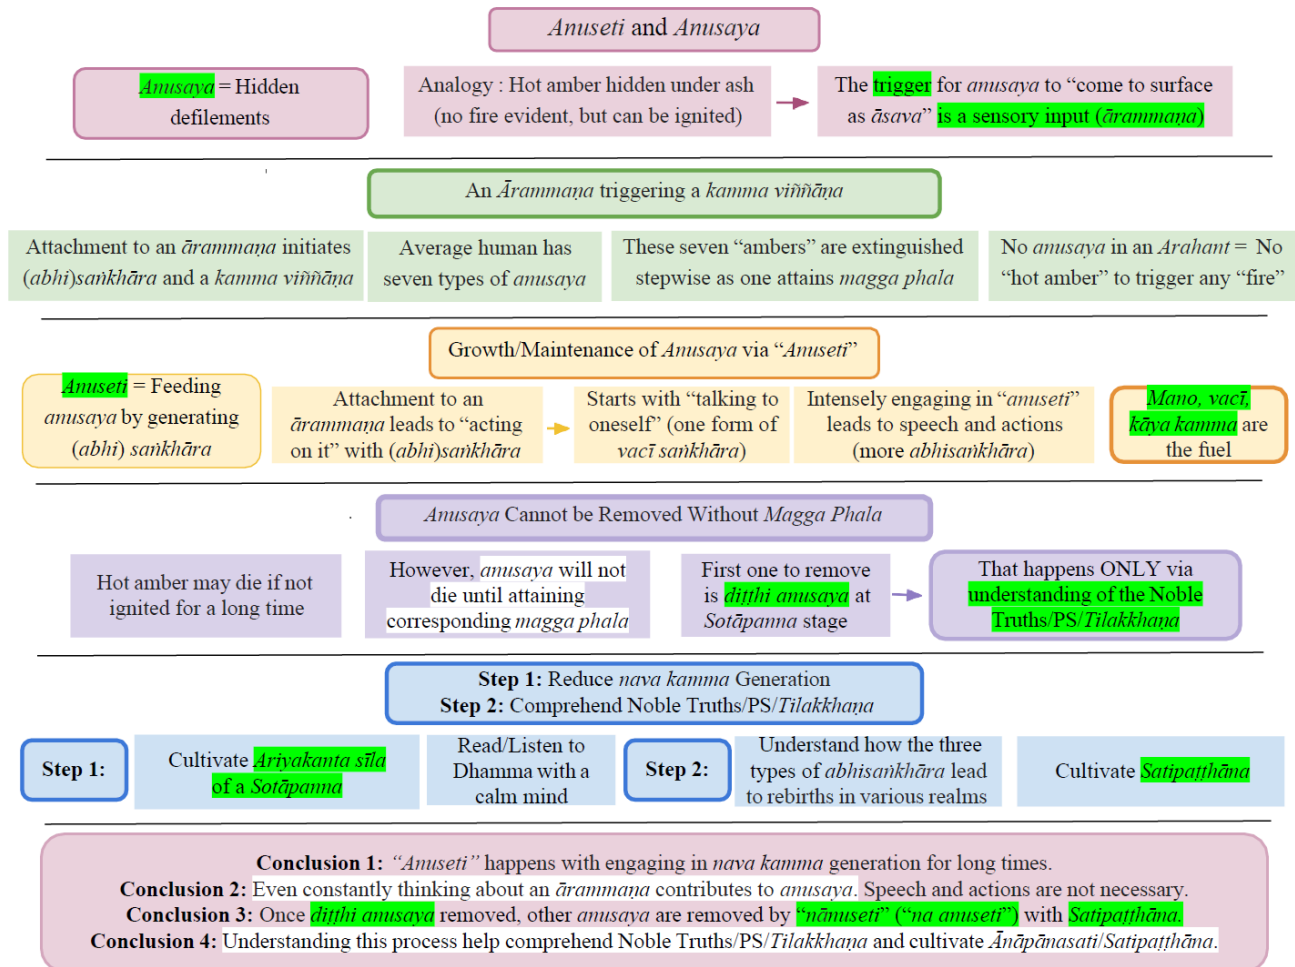 Anuseti and Anusaya
Anusaya = Hidden
defilements
Analogy : Hot amber hidden under ash
(no fire evident, but can be ignited)
The trigger for anusaya to “come to surface
as āsava” is a sensory input (ārammaṇa)
An Ārammaṇa triggering a kamma viññāṇa
Attachment to an ārammaṇa initiates
(abhi)saṅkhāra and a kamma viññāṇa
Average human has
seven types of anusaya
These seven “ambers” are extinguished
stepwise as one attains magga phala
No anusaya in an Arahant = No
“hot amber” to trigger any “fire”
Growth/Maintenance of Anusaya via “Anuseti”
Anuseti = Feeding
anusaya by generating
(abhi) saṅkhāra
Attachment to an
ārammaṇa leads to “acting
on it” with (abhi)saṅkhāra
Starts with “talking to
oneself” (one form of
vacī saṅkhāra)
Intensely engaging in “anuseti”
leads to speech and actions
(more abhisaṅkhāra)
Mano, vacī,
kāya kamma are
the fuel
Anusaya Cannot be Removed Without Magga Phala
Hot amber may die if not
ignited for a long time
However, anusaya will not
die until attaining
corresponding magga phala
First one to remove
is diṭṭhi anusaya at
Sotāpanna stage
That happens ONLY via
understanding of the Noble
Truths/PS/Tilakkhaṇa
Step 1: Reduce nava kamma Generation
Step 2: Comprehend Noble Truths/PS/Tilakkhaṇa
Step 1:
Cultivate Ariyakanta sīla
of a Sotāpanna
Read/Listen to
Dhamma with a
calm mind
Step 2:
Understand how the three
types of abhisaṅkhāra lead
to rebirths in various realms
Cultivate Satipaṭṭhāna
Conclusion 1: “Anuseti” happens with engaging in nava kamma generation for long times.
Conclusion 2: Even constantly thinking about an ārammaṇa contributes to anusaya. Speech and actions are not necessary.
Conclusion 3: Once diṭṭhi anusaya removed, other anusaya are removed by “nānuseti” (“na anuseti”) with Satipaṭṭhāna.
Conclusion 4: Understanding this process help comprehend Noble Truths/PS/Tilakkhaṇa and cultivate Ānāpānasati/Satipaṭṭhāna.